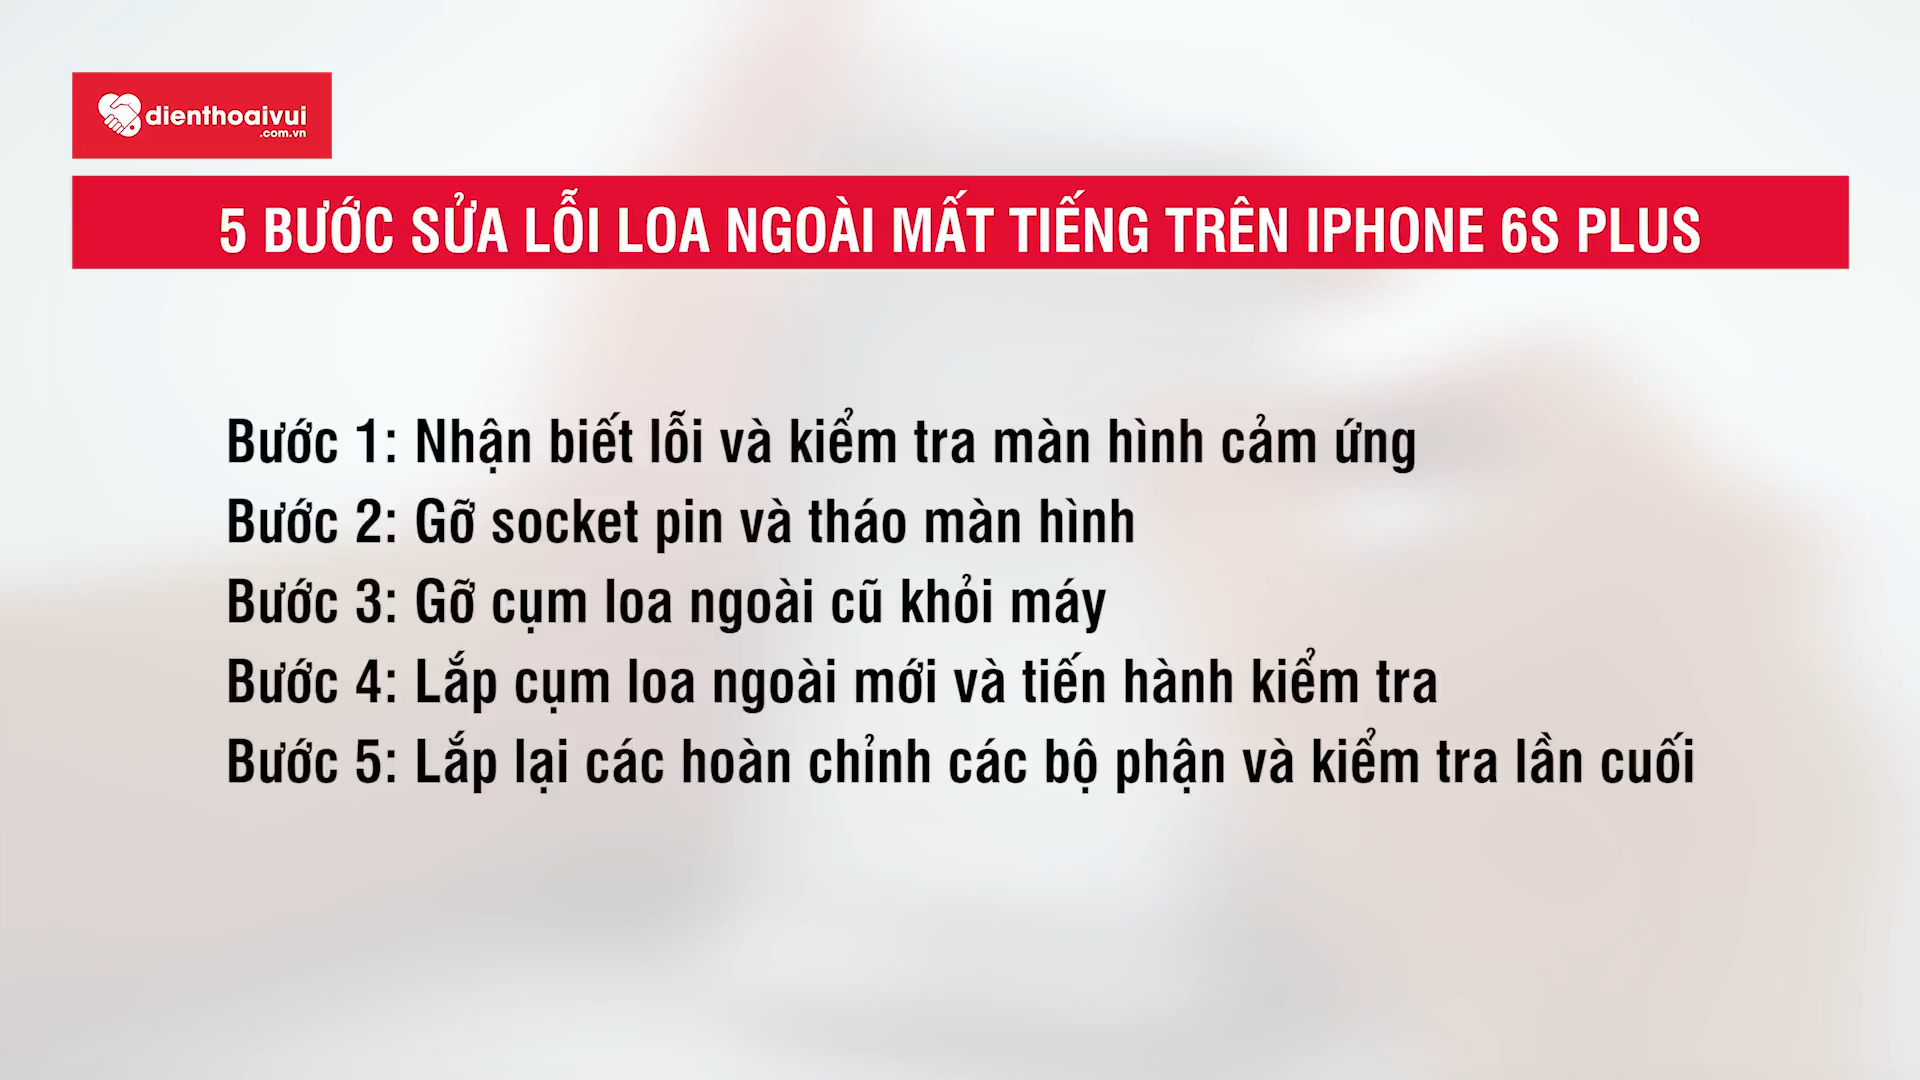 dienthoaivui
.com.vn
5 BƯỚC SỬA LỖI LOA NGOÀI MẤT TIẾNG TRÊN IPHONE 6S PLUS
Bước 1: Nhận biết lỗi và kiểm tra màn hình cảm ứng
Bước 2: Gỡ socket pin và tháo màn hình
Bước 3: Gỡ cụm loa ngoài cũ khỏi máy
Bước 4: Lắp cụm loa ngoài mới và tiến hành kiểm tra
Bước 5: Lắp lại các hoàn chỉnh các bộ phận và kiểm tra lần cuối